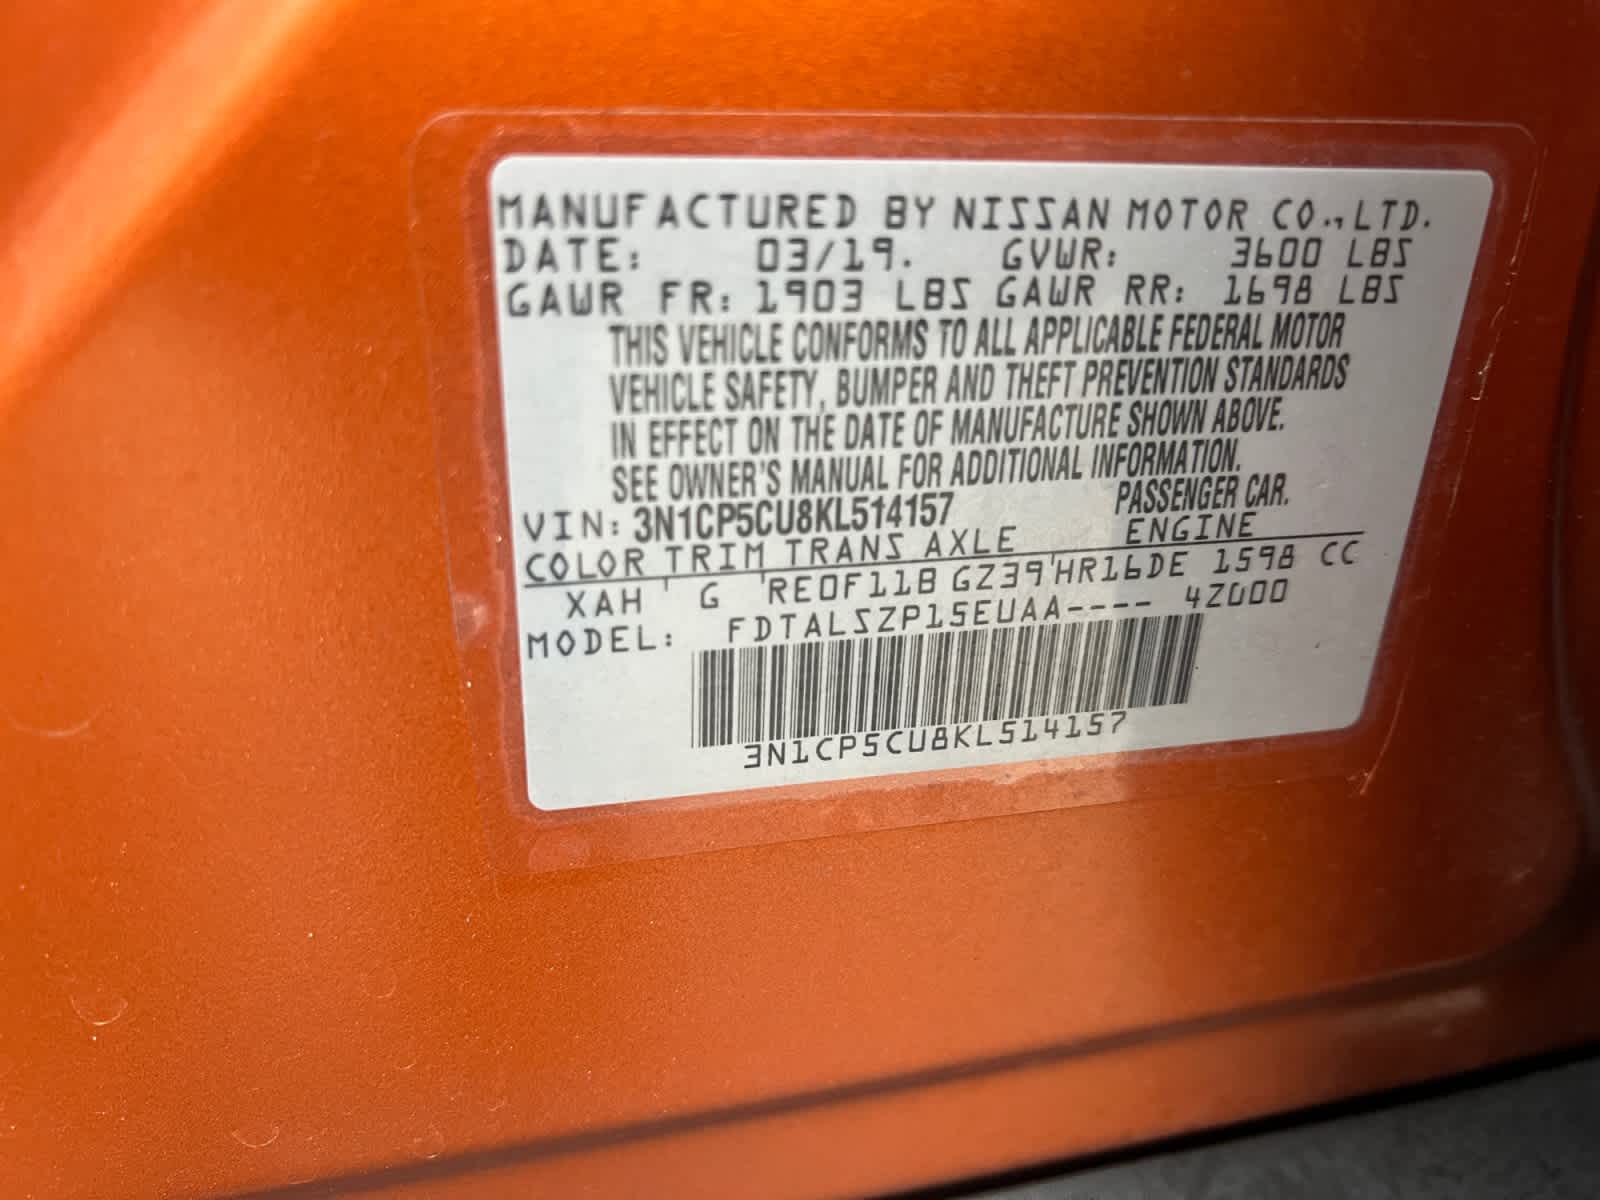 MANUFACTURED BY NISSAN MOTOR CO.,LTD.
DATE: 03/19. GVWR: 3600 LBS
GAWR FR: 1903 LBS GAWR RR: 1698 LBS
THIS VEHICLE CONFORMS TO ALL APPLICABLE FEDERAL MOTOR
VEHICLE SAFETY, BUMPER AND THEFT PREVENTION STANDARDS
IN EFFECT ON THE DATE OF MANUFACTURE SHOWN ABOVE.
SEE OWNER'S MANUAL FOR ADDITIONAL INFORMATION.
VIN: 3N1CP5CU8KL514157 PASSENGER CAR.
COLOR TRIM TRANS AXLE ENGINE
XAH G RE0F11B GZ39 HR16DE 1598 CC
MODEL: FDTALSZP15EUAA---- 4Z000
3N1CP5CU8KL514157